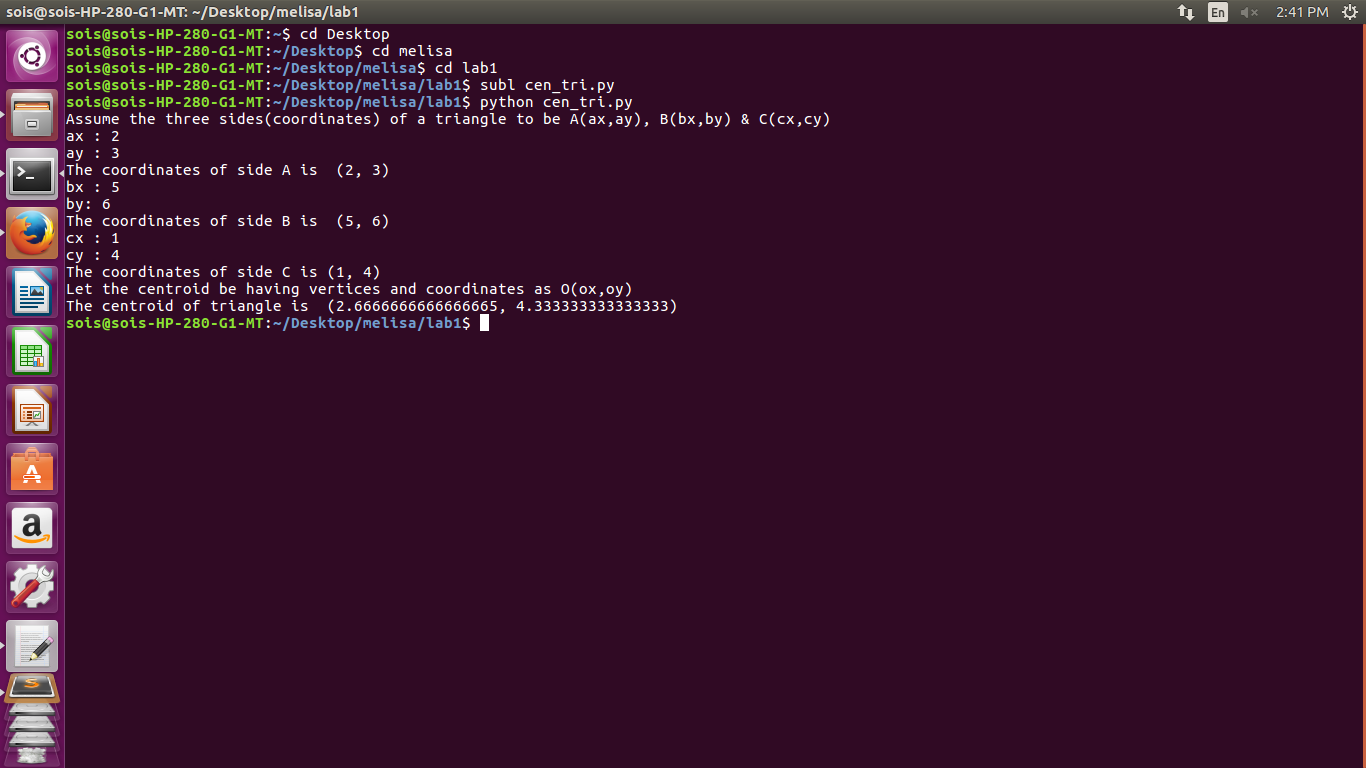 sois@sois-HP-280-G1-MT: ~/Desktop/melisa/lab1
En
2:41 PM
sois@sois-HP-280-G1-MT:~$ cd Desktop
sois@sois-HP-280-G1-MT:~/Desktop$ cd melisa
sois@sois-HP-280-G1-MT:~/Desktop/melisa$ cd lab1
sois@sois-HP-280-G1-MT:~/Desktop/melisa/lab1$ subl cen_tri.py
sois@sois-HP-280-G1-MT:~/Desktop/melisa/lab1$ python cen_tri.py
Assume the three sides(coordinates) of a triangle to be A(ax,ay), B(bx,by) & C(cx,cy)
ax : 2
ay : 3
The coordinates of side A is  (2, 3)
bx : 5
by: 6
The coordinates of side B is  (5, 6)
cx : 1
cy : 4
The coordinates of side C is (1, 4)
Let the centroid be having vertices and coordinates as O(ox,oy)
The centroid of triangle is  (2.6666666666666665, 4.333333333333333)
sois@sois-HP-280-G1-MT:~/Desktop/melisa/lab1$